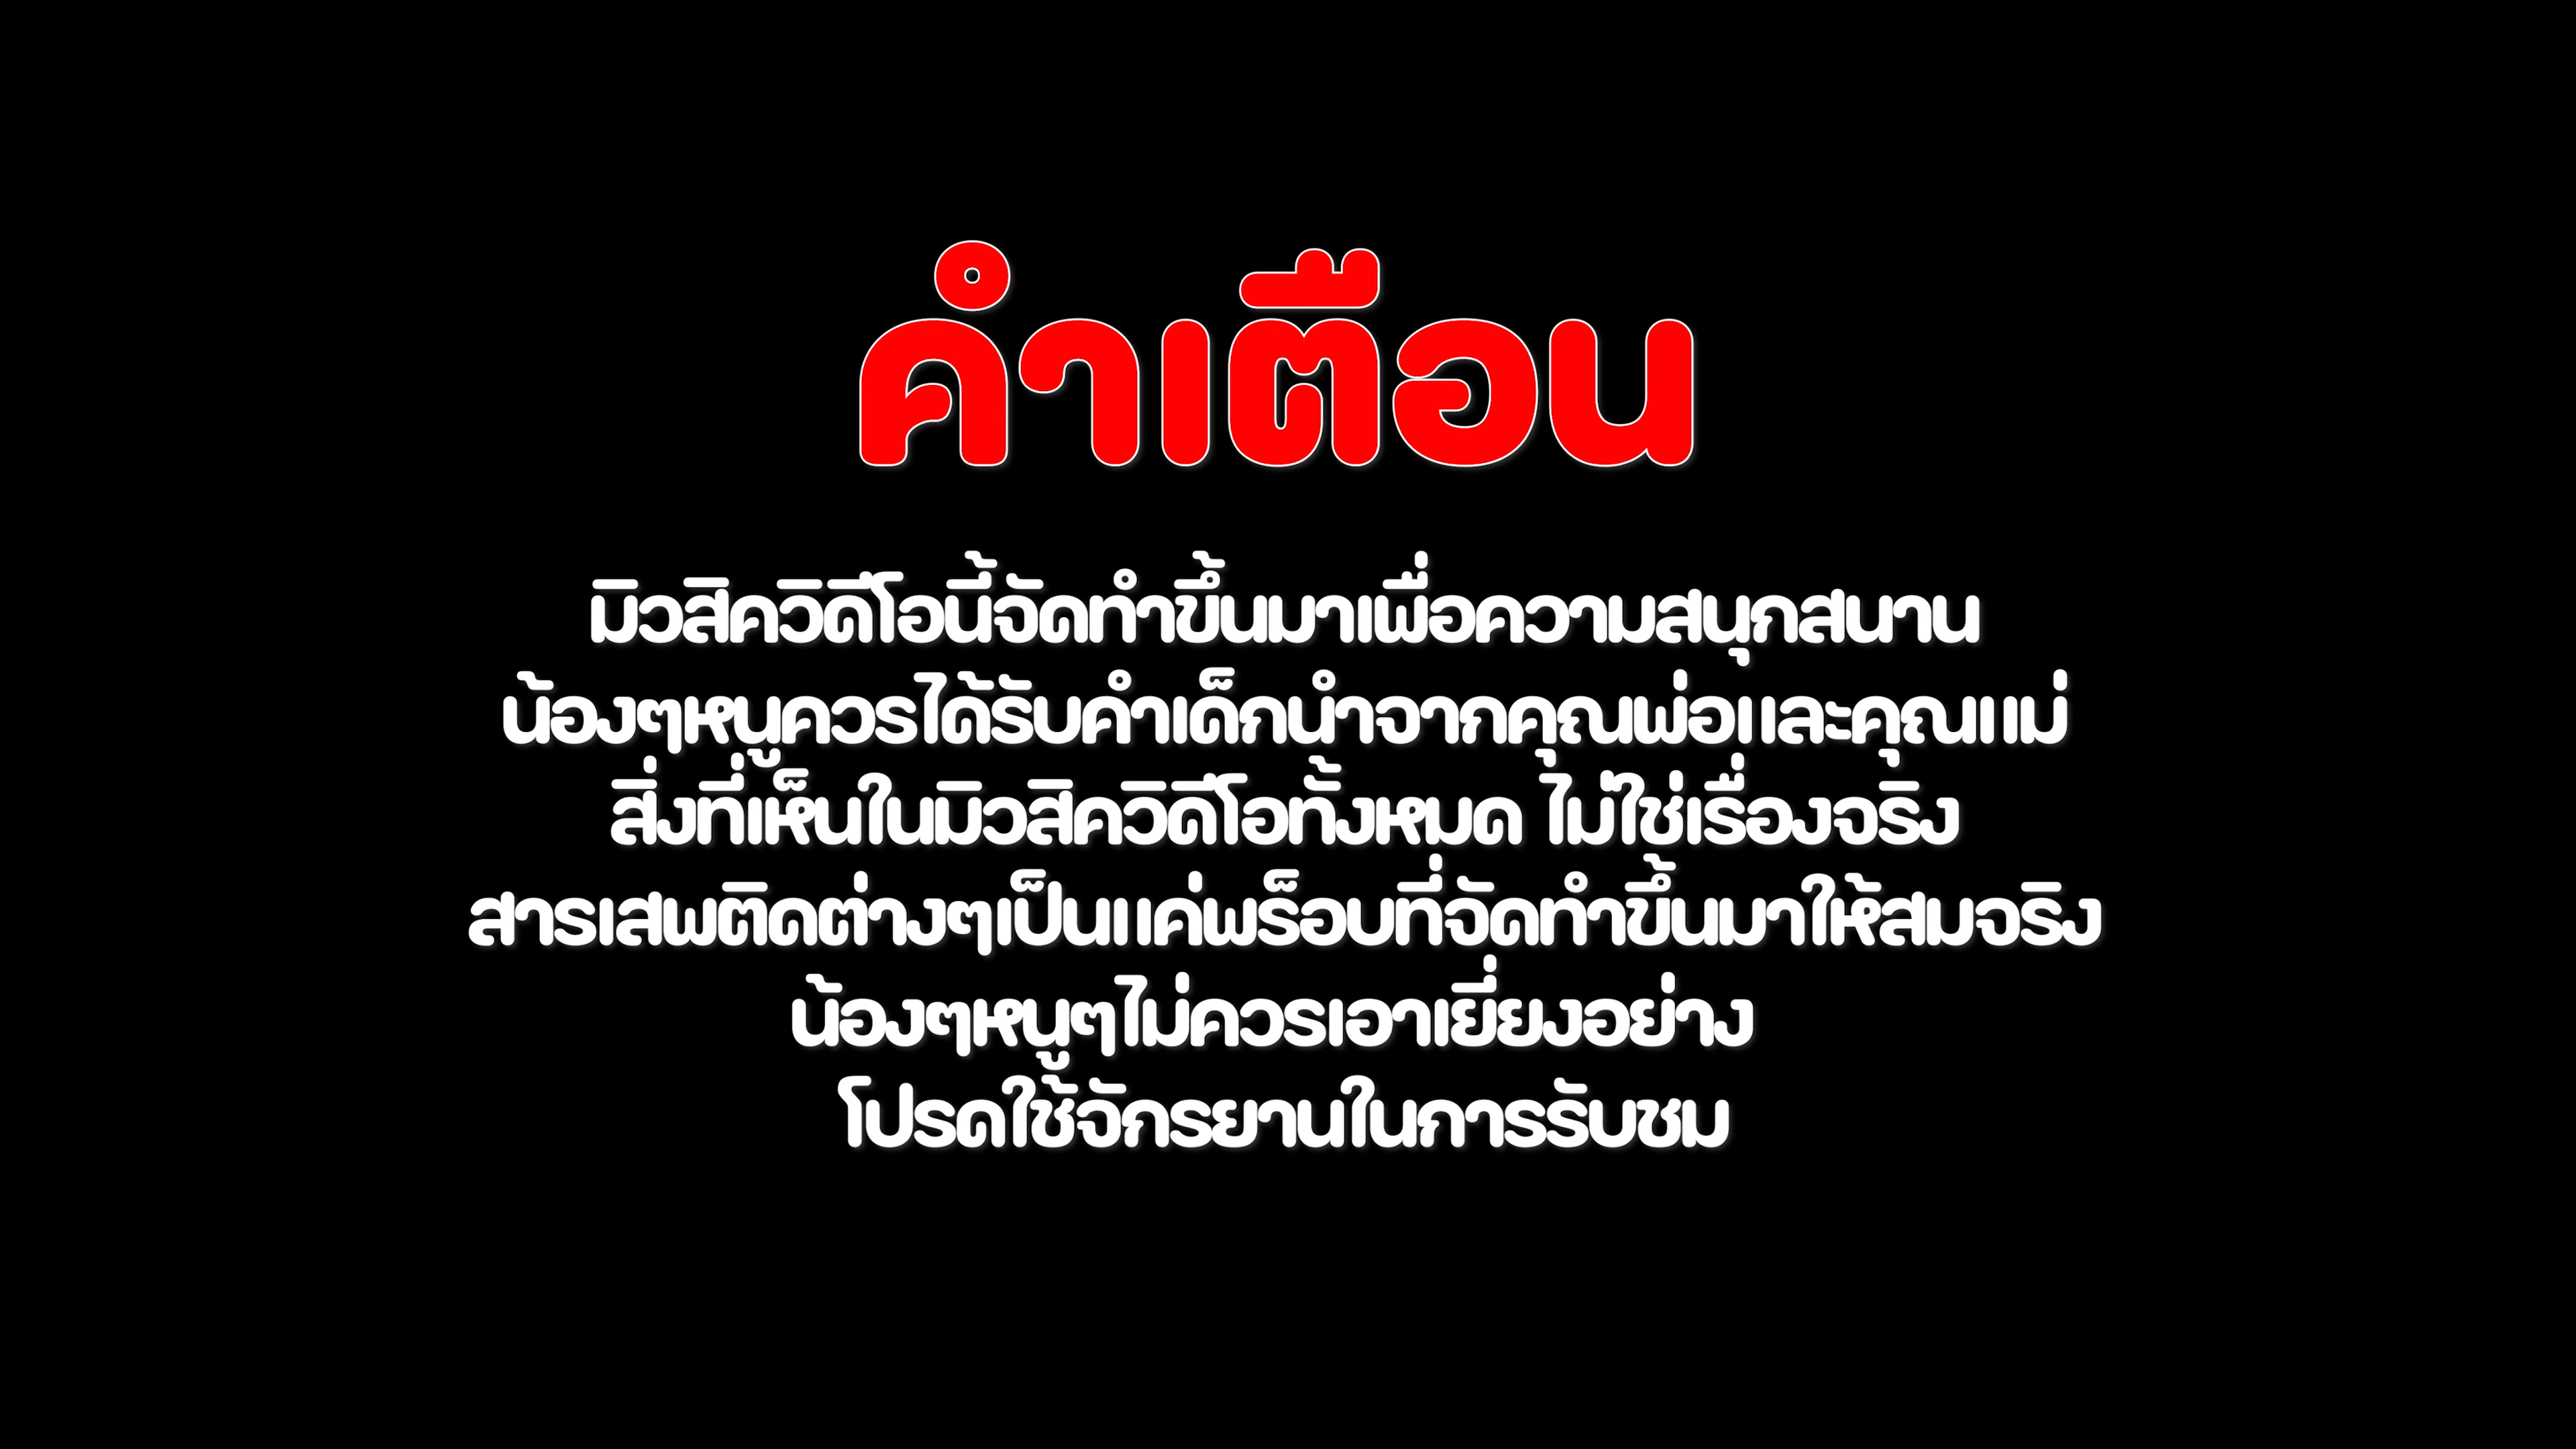 คำเตือน
มิวสิควิดีโอนี้จัดทำขึ้นมาเพื่อความสนุกสนาน
น้องๆหนูควรได้รับคำเด็กนำจากคุณพ่อและคุณแม่
สิ่งที่เห็นในมิวสิควิดีโอทั้งหมด ไม่ใช่เรื่องจริง
สารเสพติดต่างๆเป็นแค่พร็อบที่จัดทำขึ้นมาให้สมจริง
น้องๆหนูๆไม่ควรเอาเยี่ยงอย่าง
โปรดใช้จักรยานในการรับชม